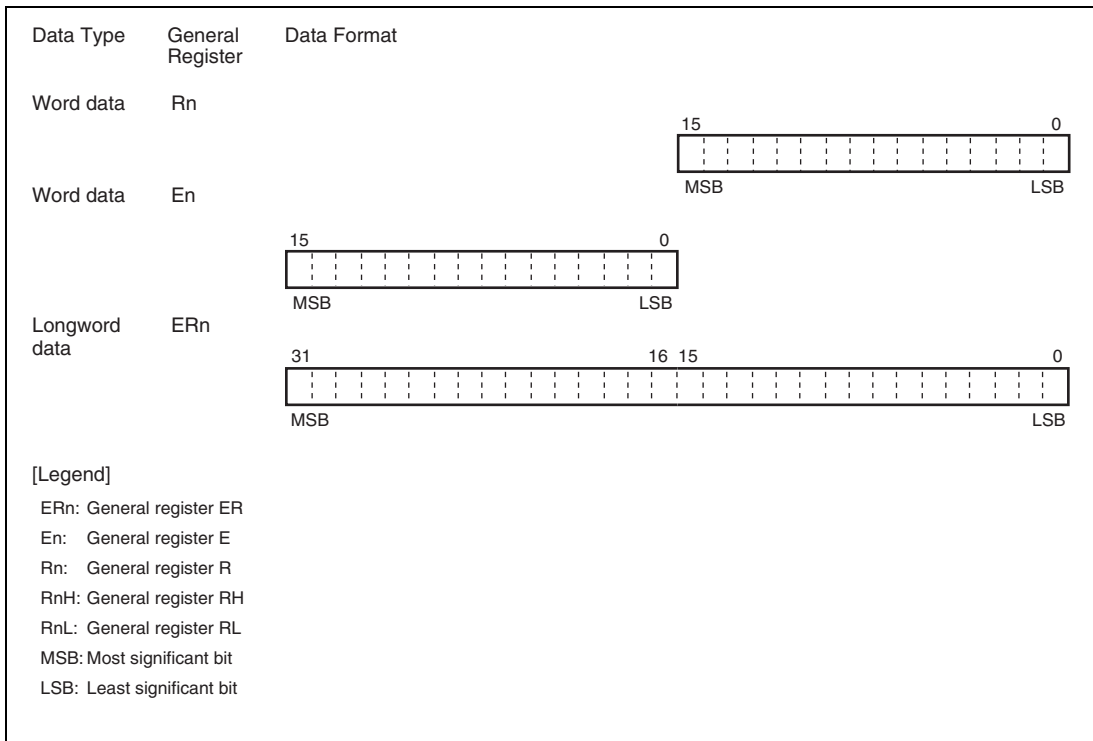 Data Type General Register Data Format
Word data Rn
15 0
MSB LSB
Word data En
15 0
MSB LSB
Longword data ERn
31 16 15 0
MSB LSB
[Legend]
ERn: General register ER
En: General register E
Rn: General register R
RnH: General register RH
RnL: General register RL
MSB: Most significant bit
LSB: Least significant bit